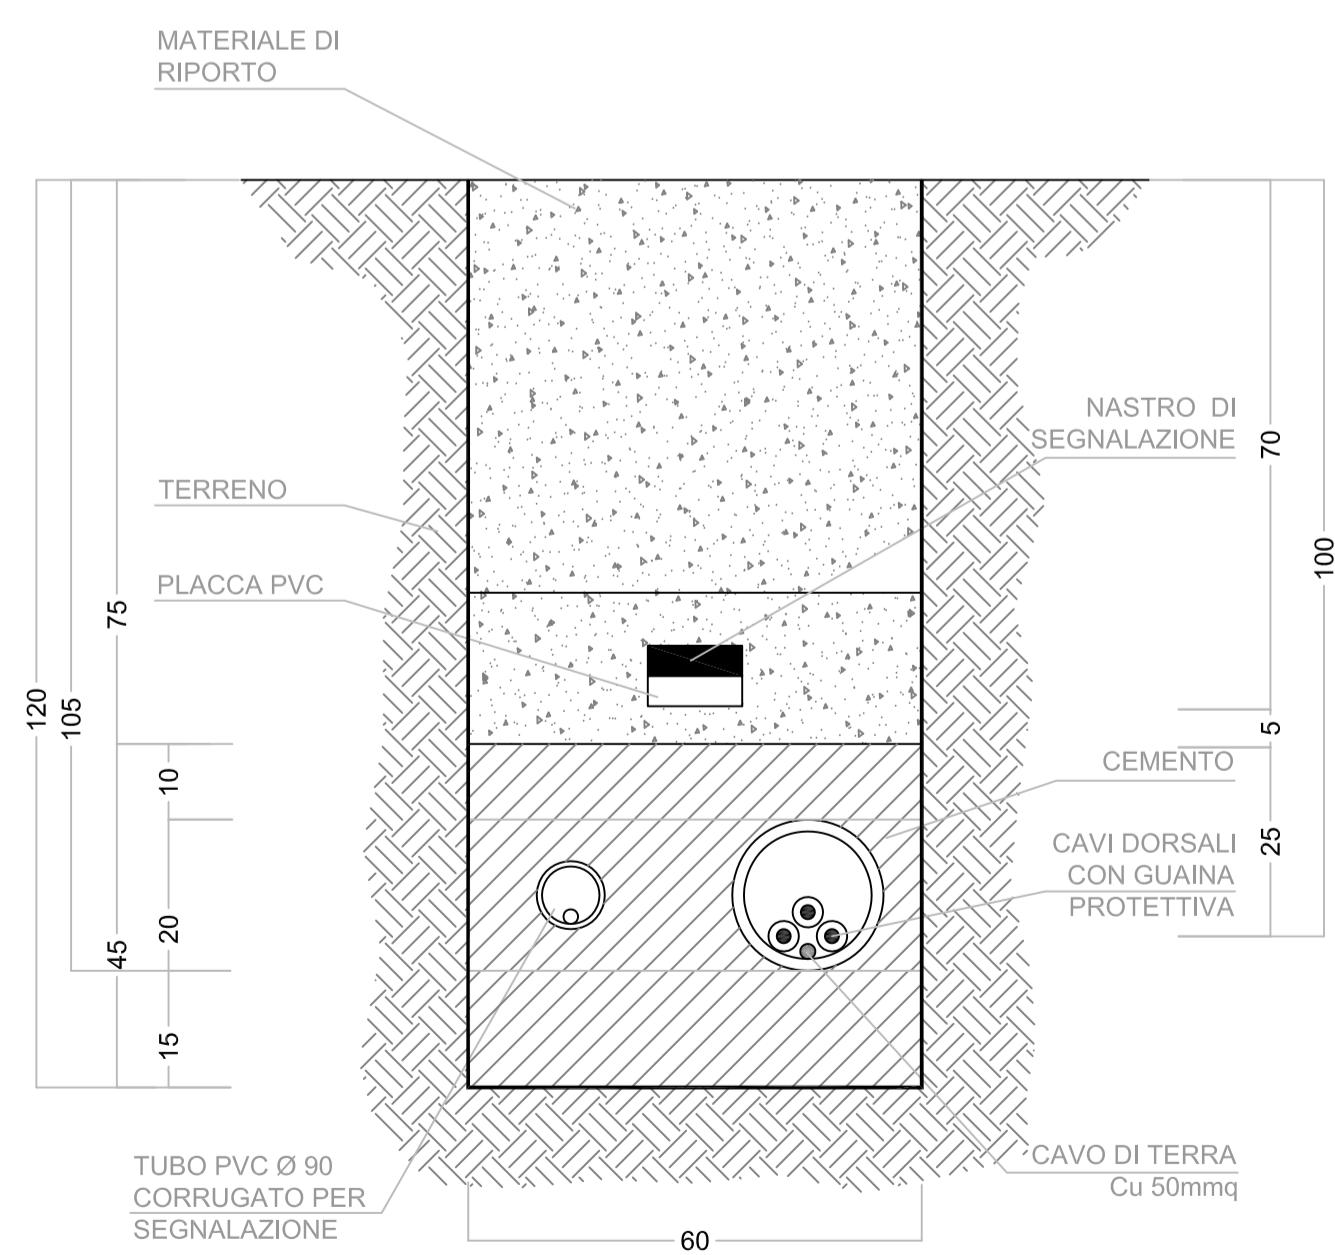 MATERIALE DI
RIPORTO
NASTRO DI
SEGNALAZIONE
70
TERRENO
100
PLACCA PVC
75
120
105
5
10
CEMENTO
25
CAVI DORSALI
CON GUAINA
PROTETTIVA
20
45
15
TUBO PVC Ø 90
CORRUGATO PER
SEGNALAZIONE
CAVO DI TERRA
Cu 50mmq
60